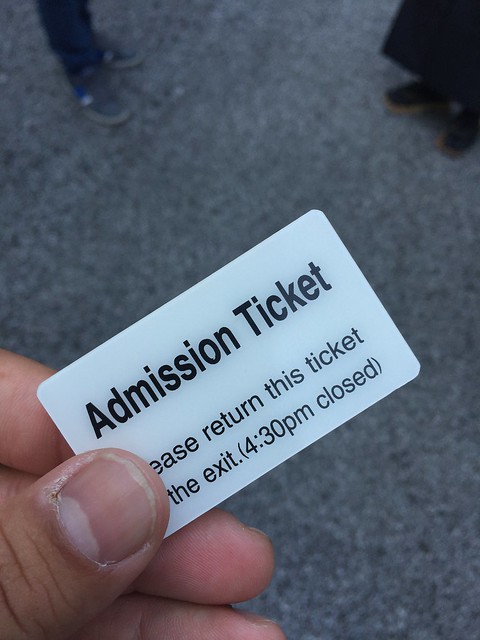 Admission Ticket
ease return this ticket
the exit.(4:30pm closed)